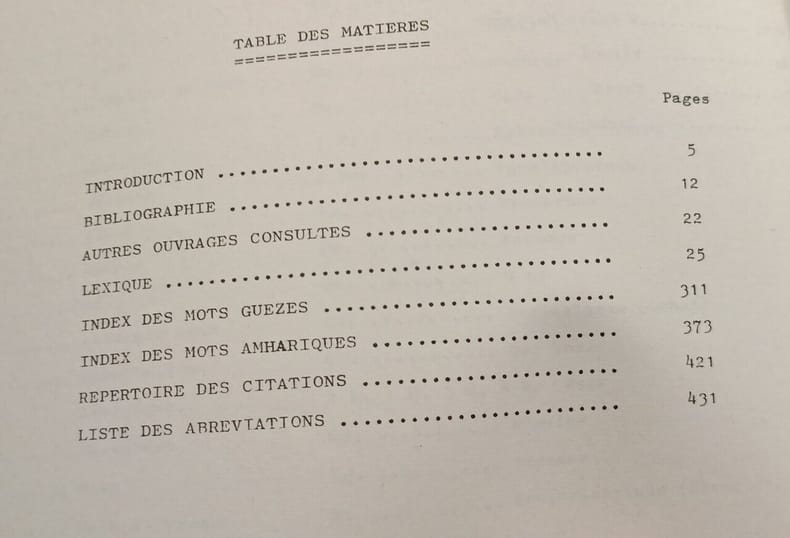 TABLE DES MATIERES
==================
Pages
INTRODUCTION .................................... 5
BIBLIOGRAPHIE ................................... 12
AUTRES OUVRAGES CONSULTES ...................... 22
LEXIQUE ......................................... 25
INDEX DES MOTS GUEZES ........................... 311
INDEX DES MOTS AMHARIQUES ....................... 373
REPERTOIRE DES CITATIONS ........................ 421
LISTE DES ABREVIATIONS .......................... 431